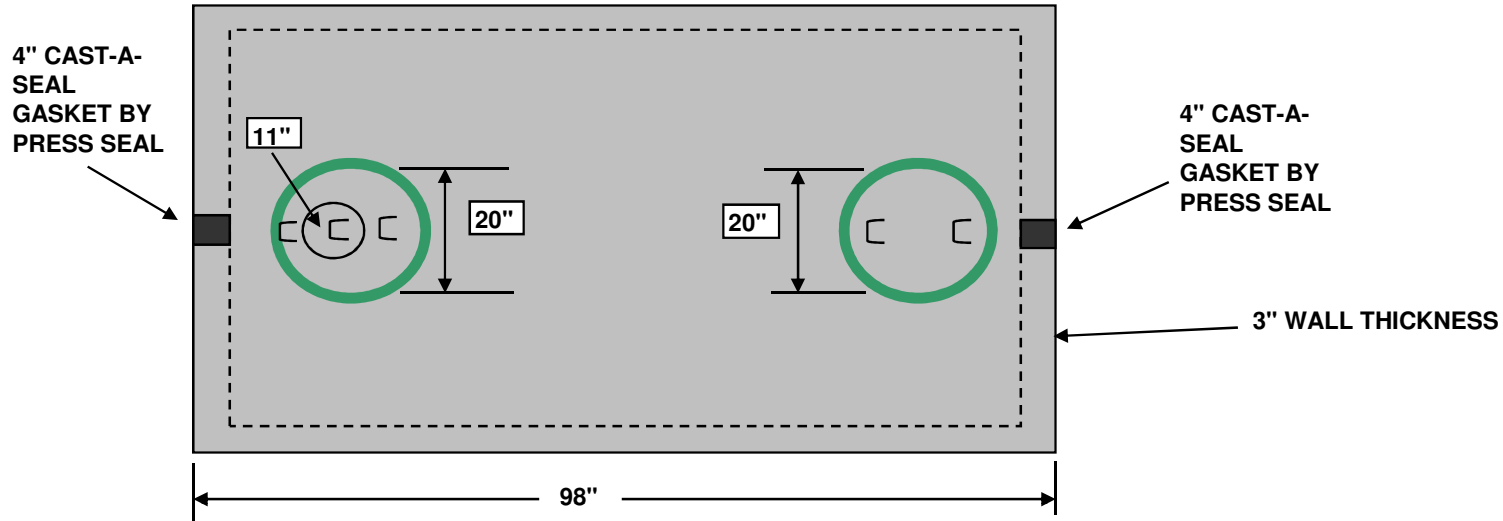 4" CAST-A-
SEAL
GASKET BY
PRESS SEAL
11"
20"
20"
4" CAST-A-
SEAL
GASKET BY
PRESS SEAL
3" WALL THICKNESS
98"